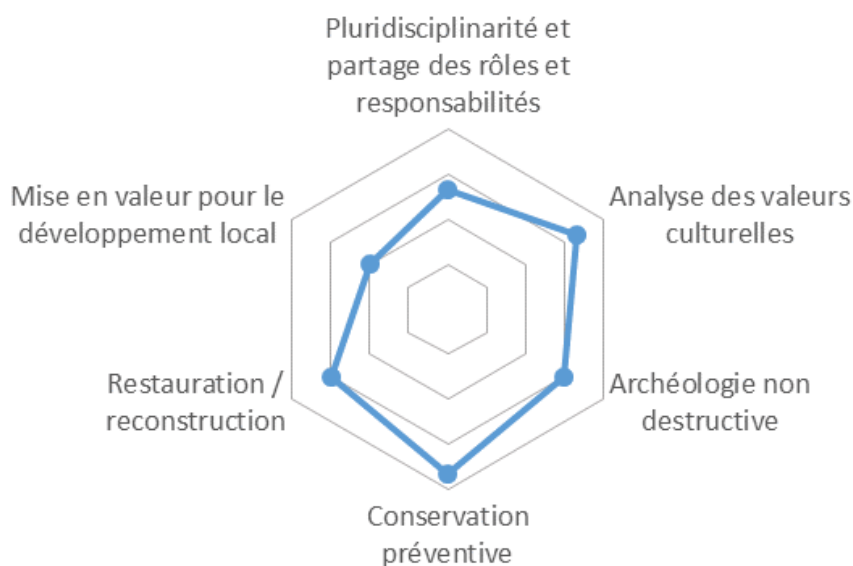 Pluridisciplinarité et
partage des rôles et
responsabilités
Analyse des valeurs
culturelles
Archéologie non
destructive
Conservation
préventive
Restauration /
reconstruction
Mise en valeur pour le
développement local